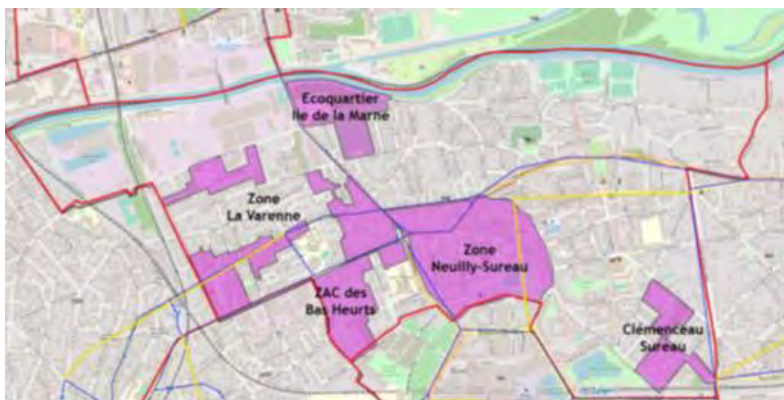 Ecoquartier
Ile de la Marne
Zone
La Varenne
Zone
Neuilly-Sureau
ZAC des
Bas Heurts
Clémenceau
Sureau